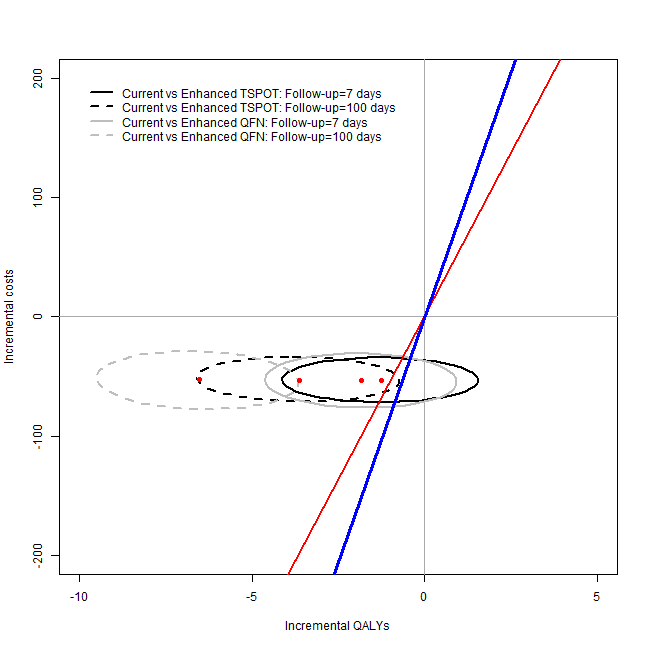 Current vs Enhanced TSPOT: Follow-up=7 days
Current vs Enhanced TSPOT: Follow-up=100 days
Current vs Enhanced QFN: Follow-up=7 days
Current vs Enhanced QFN: Follow-up=100 days
200
100
0
-100
-200
Incremental costs
-10
-5
0
5
Incremental QALYs